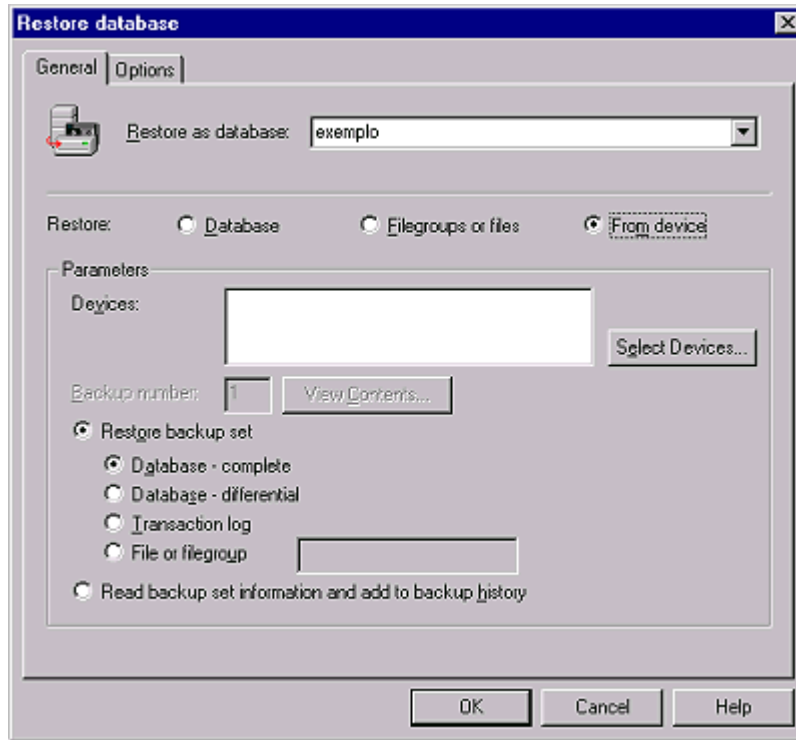 Restore database
General Options
Restore as database: exemplo
Restore: Database Filegroups or files From device
Parameters
Devices:
Select Devices...
Backup number: 1 View Contents...
Restore backup set
Database - complete
Database - differential
Transaction log
File or filegroup
Read backup set information and add to backup history
OK Cancel Help